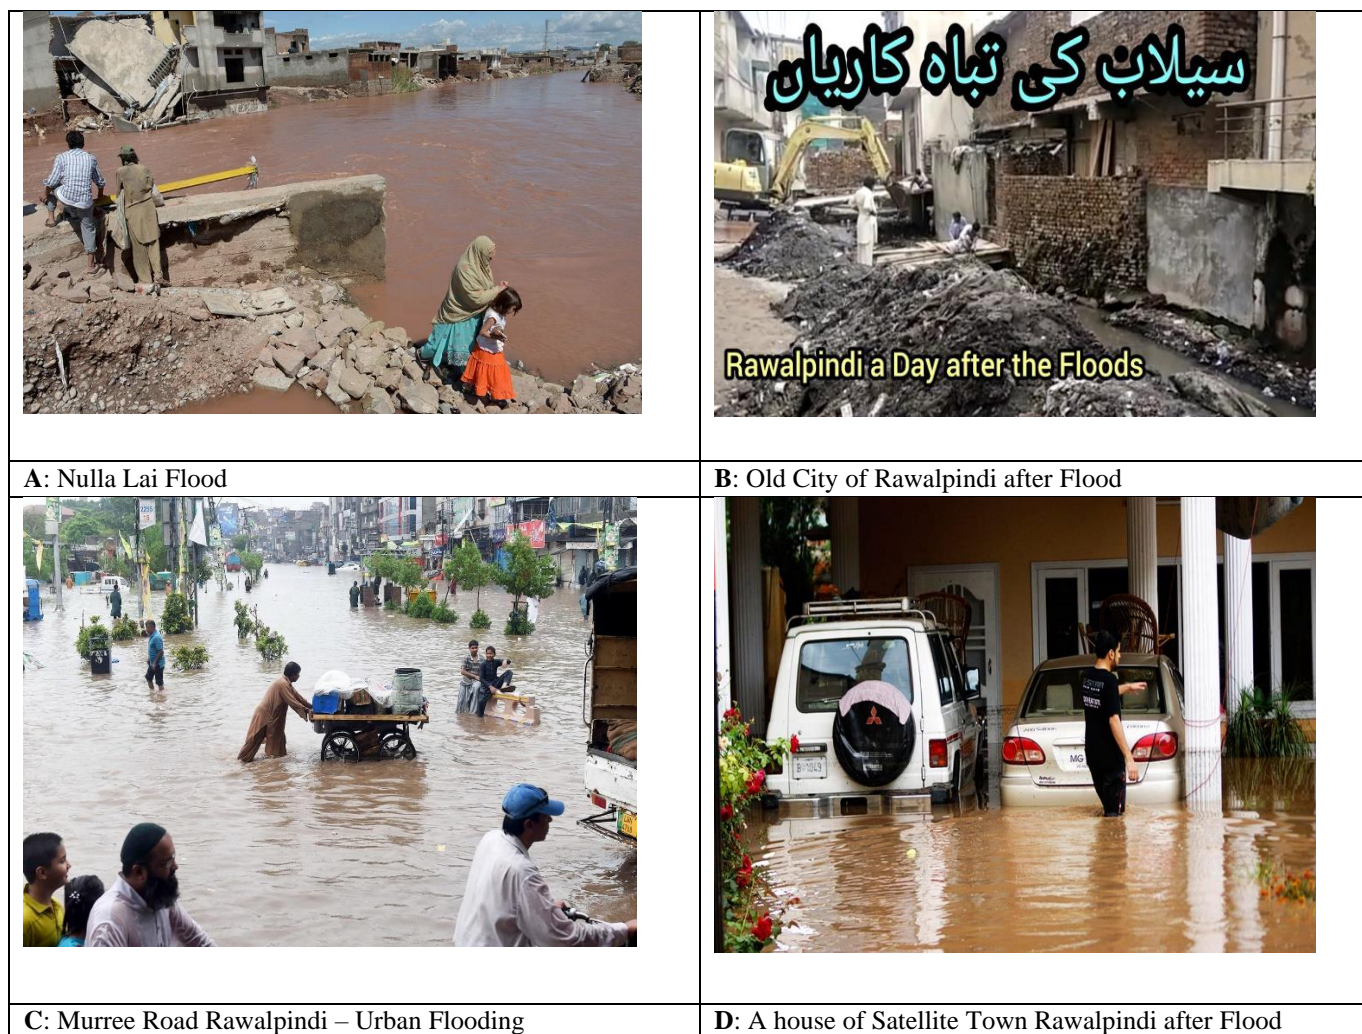 سیلاب کی تباہ کاریاں
Rawalpindi a Day after the Floods
A: Nulla Lai Flood
B: Old City of Rawalpindi after Flood
MG
C: Murree Road Rawalpindi – Urban Flooding
D: A house of Satellite Town Rawalpindi after Flood